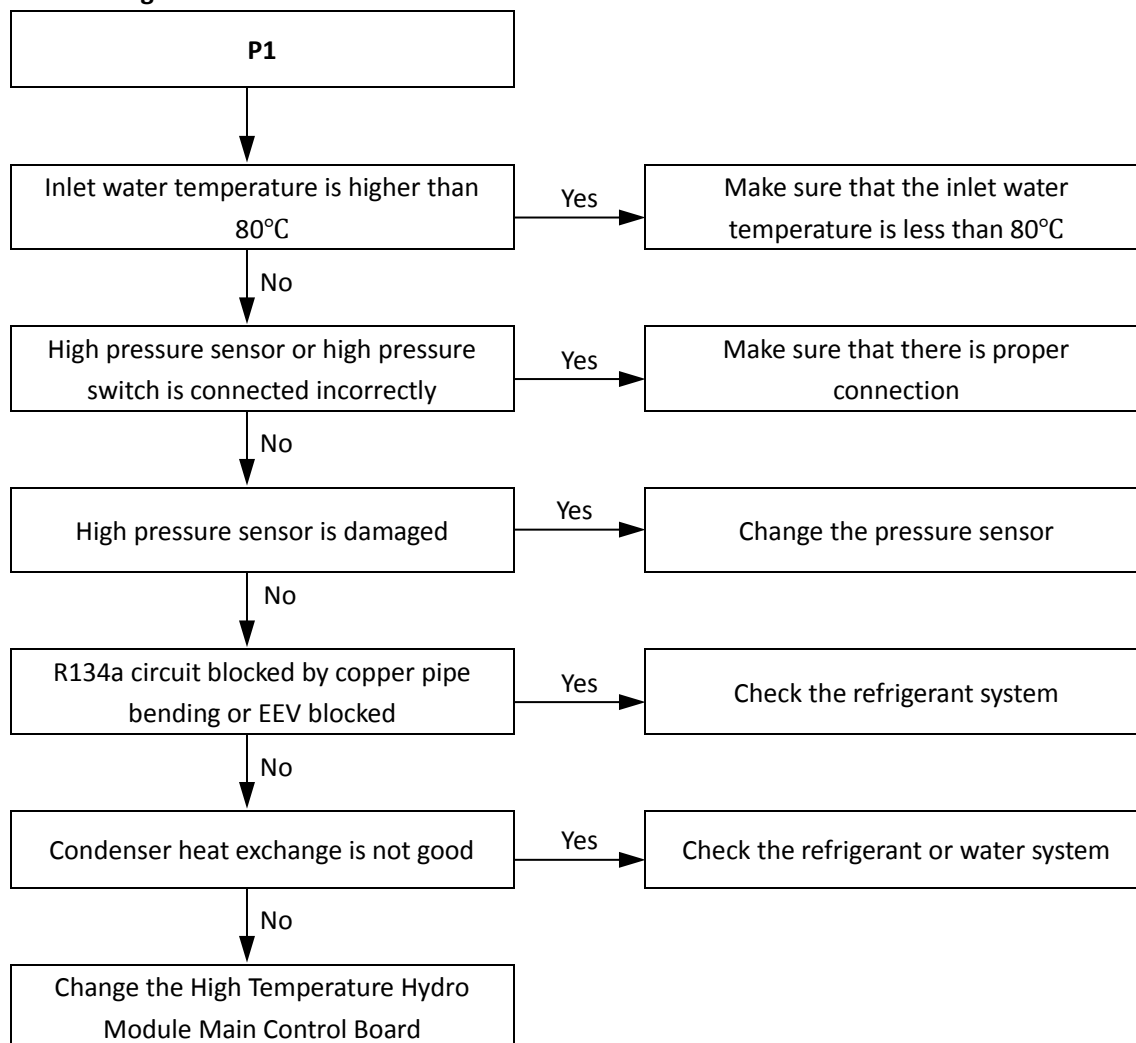 P1
Inlet water temperature is higher than
80℃
Yes
Make sure that the inlet water
temperature is less than 80℃
No
High pressure sensor or high pressure
switch is connected incorrectly
Yes
Make sure that there is proper
connection
No
High pressure sensor is damaged
Yes
Change the pressure sensor
No
R134a circuit blocked by copper pipe
bending or EEV blocked
Yes
Check the refrigerant system
No
Condenser heat exchange is not good
Yes
Check the refrigerant or water system
No
Change the High Temperature Hydro
Module Main Control Board